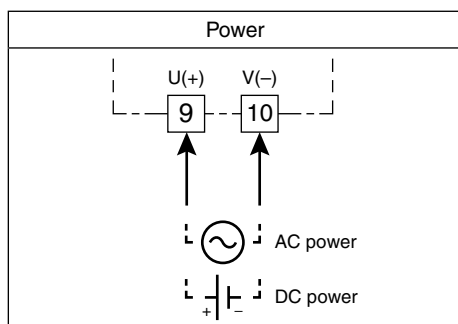 Power
U(+) V(–)
9 10
AC power
DC power
+ –